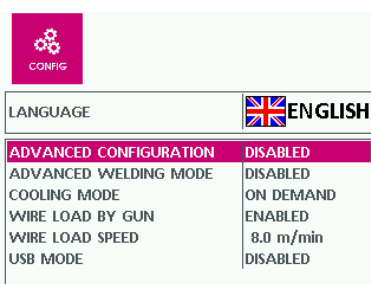 CONFIG
LANGUAGE ENGLISH
ADVANCED CONFIGURATION DISABLED
ADVANCED WELDING MODE DISABLED
COOLING MODE ON DEMAND
WIRE LOAD BY GUN ENABLED
WIRE LOAD SPEED 8.0 m/min
USB MODE DISABLED